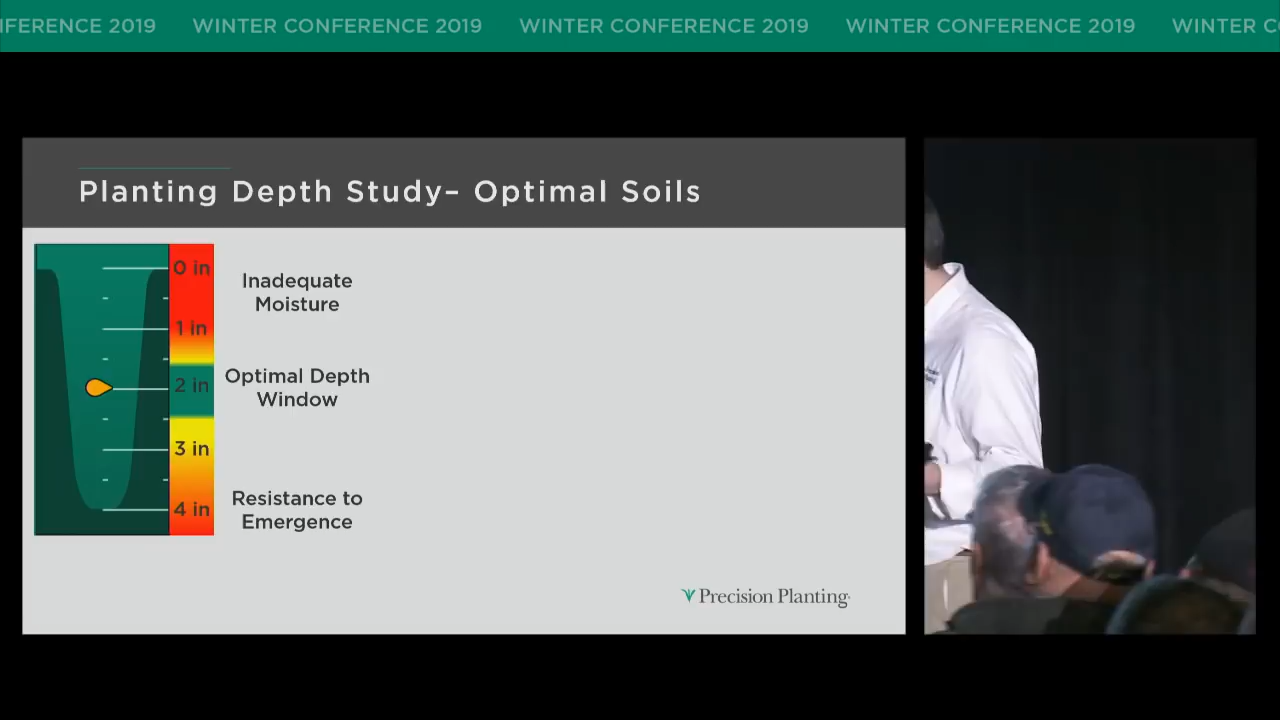 NFERENCE 2019 WINTER CONFERENCE 2019 WINTER CONFERENCE 2019 WINTER CONFERENCE 2019 WINTER C
Planting Depth Study– Optimal Soils
0 in
Inadequate
Moisture
1 in
Optimal Depth
2 in
Window
3 in
Resistance to
4 in
Emergence
Precision Planting